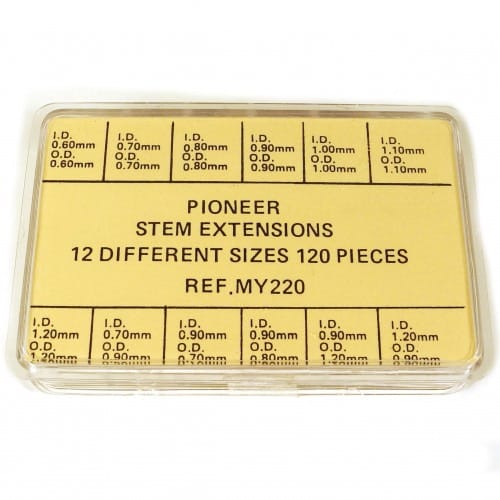 I.D. I.D. I.D. I.D. I.D. I.D.
0.60mm 0.70mm 0.80mm 0.90mm 1.00mm 1.10mm
O.D. O.D. O.D. O.D. O.D. O.D.
0.60mm 0.70mm 0.80mm 0.90mm 1.00mm 1.10mm
PIONEER
STEM EXTENSIONS
12 DIFFERENT SIZES 120 PIECES
REF.MY220
I.D. I.D. I.D. I.D. I.D. I.D.
1.20mm 0.70mm 0.90mm 0.90mm 0.90mm 1.20mm
O.D. O.D. O.D. O.D. O.D. O.D.
1.20mm 0.90mm 0.70mm 0.80mm 1.20mm 0.90mm